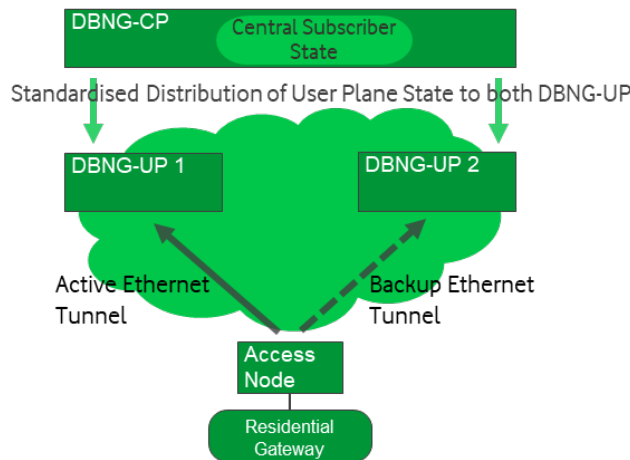 DBNG-CP
Central Subscriber
State
Standardised Distribution of User Plane State to both DBNG-UP
DBNG-UP 1
DBNG-UP 2
Active Ethernet
Tunnel
Backup Ethernet
Tunnel
Access
Node
Residential
Gateway